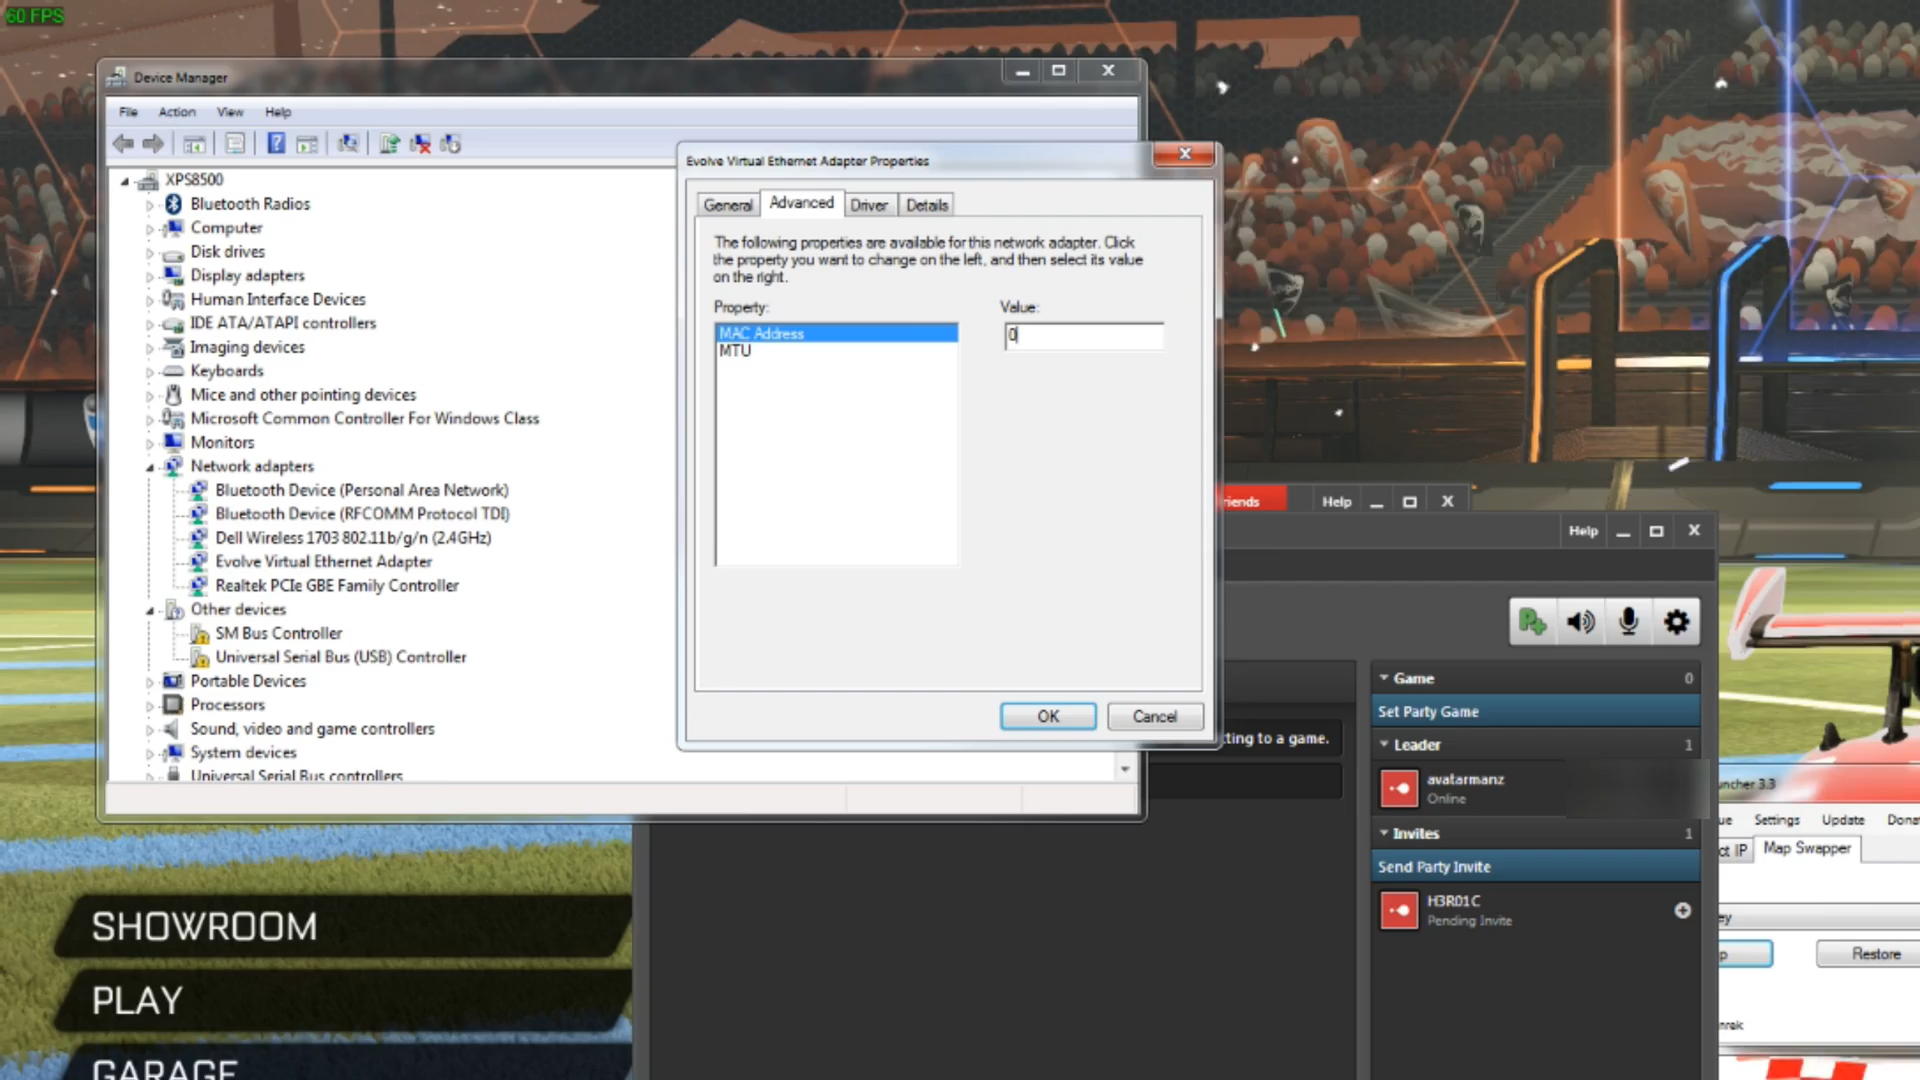 60 FPS
Device Manager
File Action View Help
XPS8500
Bluetooth Radios
Computer
Disk drives
Display adapters
Human Interface Devices
IDE ATA/ATAPI controllers
Imaging devices
Keyboards
Mice and other pointing devices
Microsoft Common Controller For Windows Class
Monitors
Network adapters
Bluetooth Device (Personal Area Network)
Bluetooth Device (RFCOMM Protocol TDI)
Dell Wireless 1703 802.11b/g/n (2.4GHz)
Evolve Virtual Ethernet Adapter
Realtek PCIe GBE Family Controller
Other devices
SM Bus Controller
Universal Serial Bus (USB) Controller
Portable Devices
Processors
Sound, video and game controllers
System devices
Universal Serial Bus controllers
Evolve Virtual Ethernet Adapter Properties
General Advanced Driver Details
The following properties are available for this network adapter. Click
the property you want to change on the left, and then select its value
on the right.
Property: Value:
MAC Address 0
MTU
OK Cancel
Help
Help
to a game.
Game 0
Set Party Game
Leader 1
avatarmanz
Online
Invites 1
Send Party Invite
H3R01C
Pending Invite
3.3
Settings Update
IP Map Swapper
Restore
SHOWROOM
PLAY
GARAGE